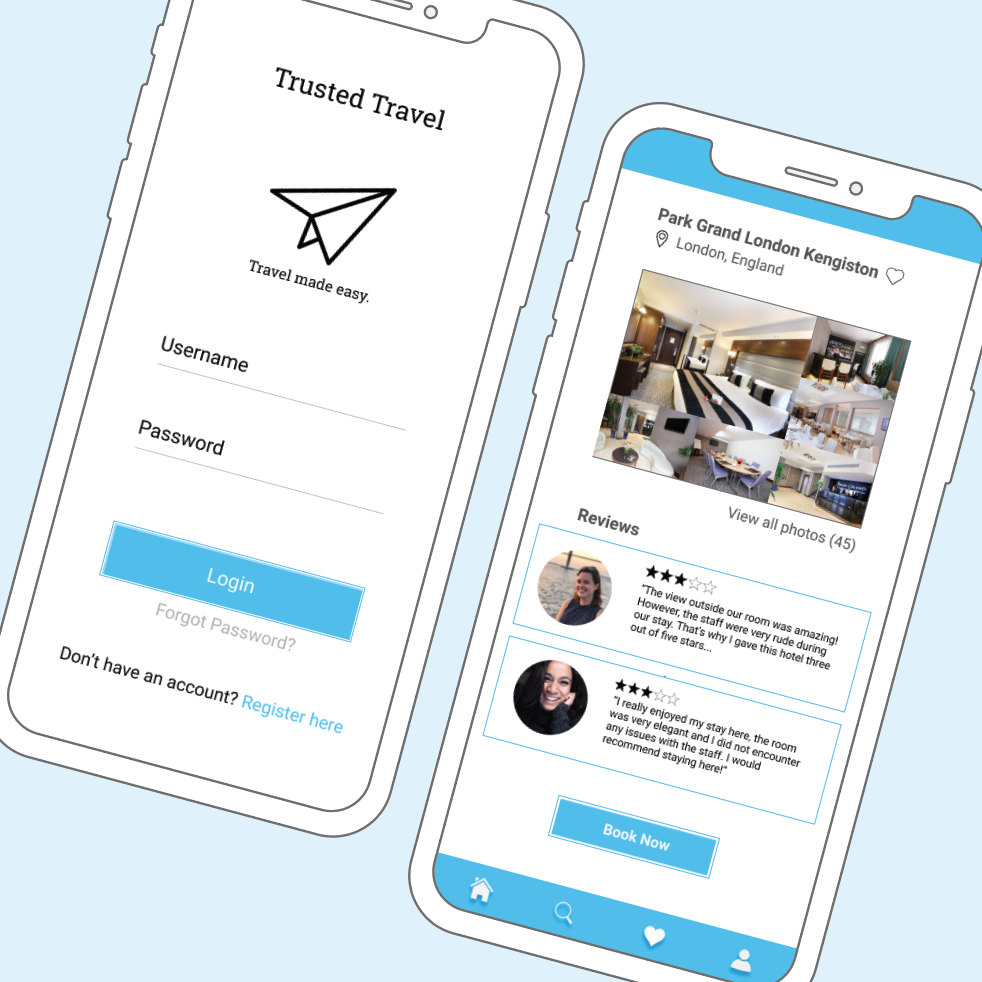 Trusted Travel
Travel made easy.
Username
Password
Login
Forgot Password?
Don't have an account? Register here
Park Grand London Kengiston
London, England
View all photos (45)
Reviews
"The view outside our room was amazing!
However, the staff were very rude during
our stay. That's why I gave this hotel three
out of five stars...
"I really enjoyed my stay here, the room
was very elegant and I did not encounter
any issues with the staff. I would
recommend staying here!"
Book Now